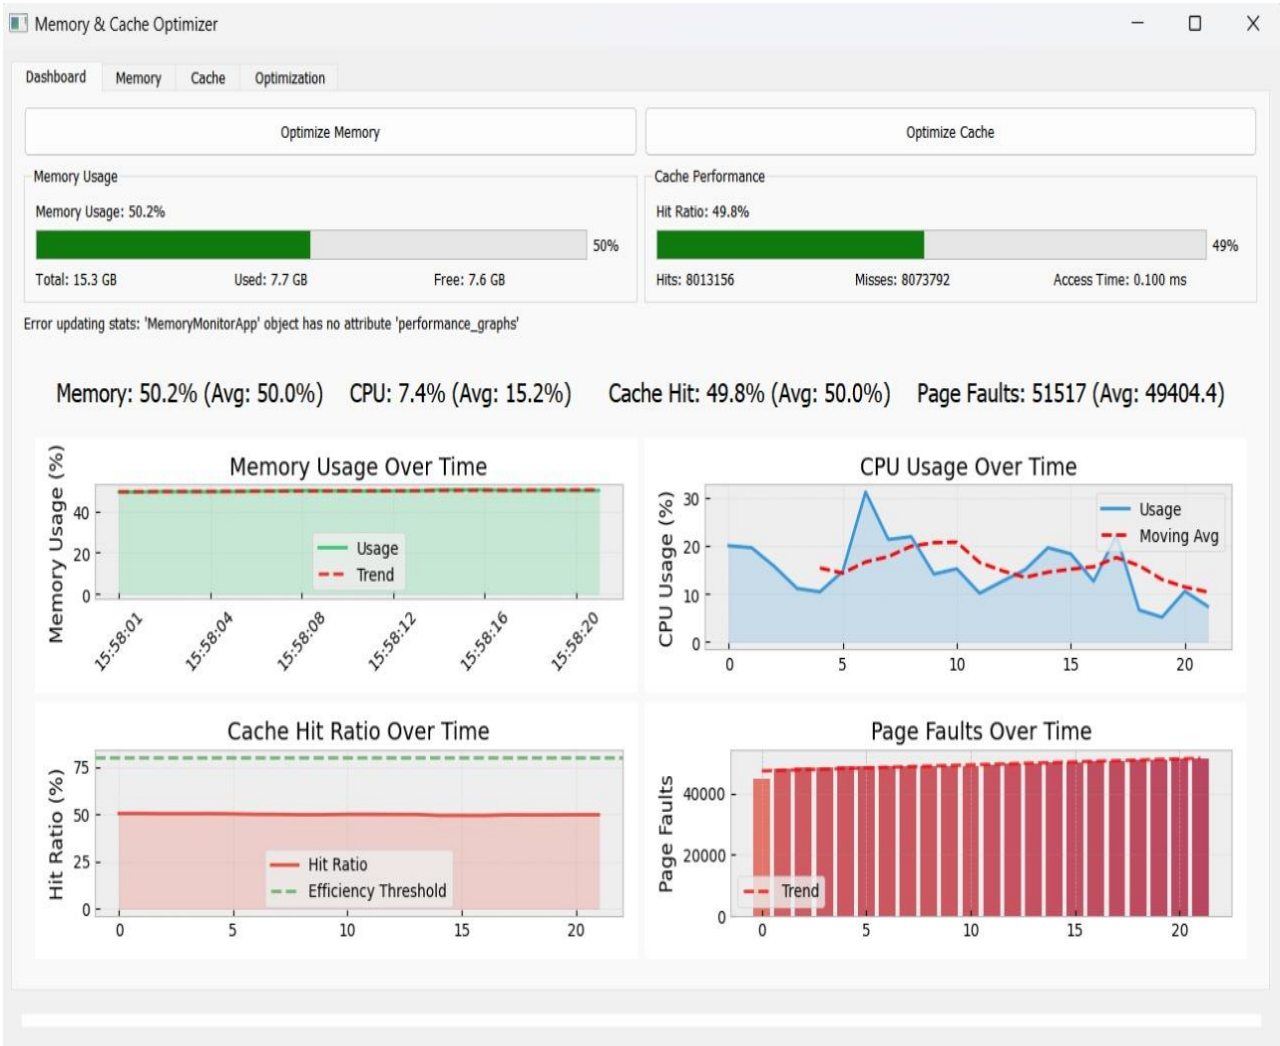 Memory & Cache Optimizer
Dashboard Memory Cache Optimization
Optimize Memory Optimize Cache
Memory Usage Cache Performance
Memory Usage: 50.2% Hit Ratio: 49.8%
50% 49%
Total: 15.3 GB Used: 7.7 GB Free: 7.6 GB Hits: 8013156 Misses: 8073792 Access Time: 0.100 ms
Error updating stats: 'MemoryMonitorApp' object has no attribute 'performance_graphs'
Memory: 50.2% (Avg: 50.0%) CPU: 7.4% (Avg: 15.2%) Cache Hit: 49.8% (Avg: 50.0%) Page Faults: 51517 (Avg: 49404.4)
Memory Usage Over Time
Memory Usage (%)
40
20
0
Usage
Trend
15:58:01 15:58:04 15:58:08 15:58:12 15:58:16 15:58:20
CPU Usage Over Time
CPU Usage (%)
30
20
10
0
Usage
Moving Avg
0 5 10 15 20
Cache Hit Ratio Over Time
Hit Ratio (%)
75
50
25
0
Hit Ratio
Efficiency Threshold
0 5 10 15 20
Page Faults Over Time
Page Faults
40000
20000
0
Trend
0 5 10 15 20